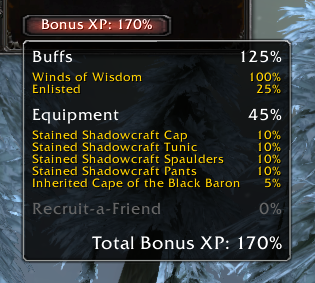 Bonus XP: 170%
Buffs 125%
Winds of Wisdom 100%
Enlisted 25%
Equipment 45%
Stained Shadowcraft Cap 10%
Stained Shadowcraft Tunic 10%
Stained Shadowcraft Spaulders 10%
Stained Shadowcraft Pants 10%
Inherited Cape of the Black Baron 5%
Recruit-a-Friend 0%
Total Bonus XP: 170%